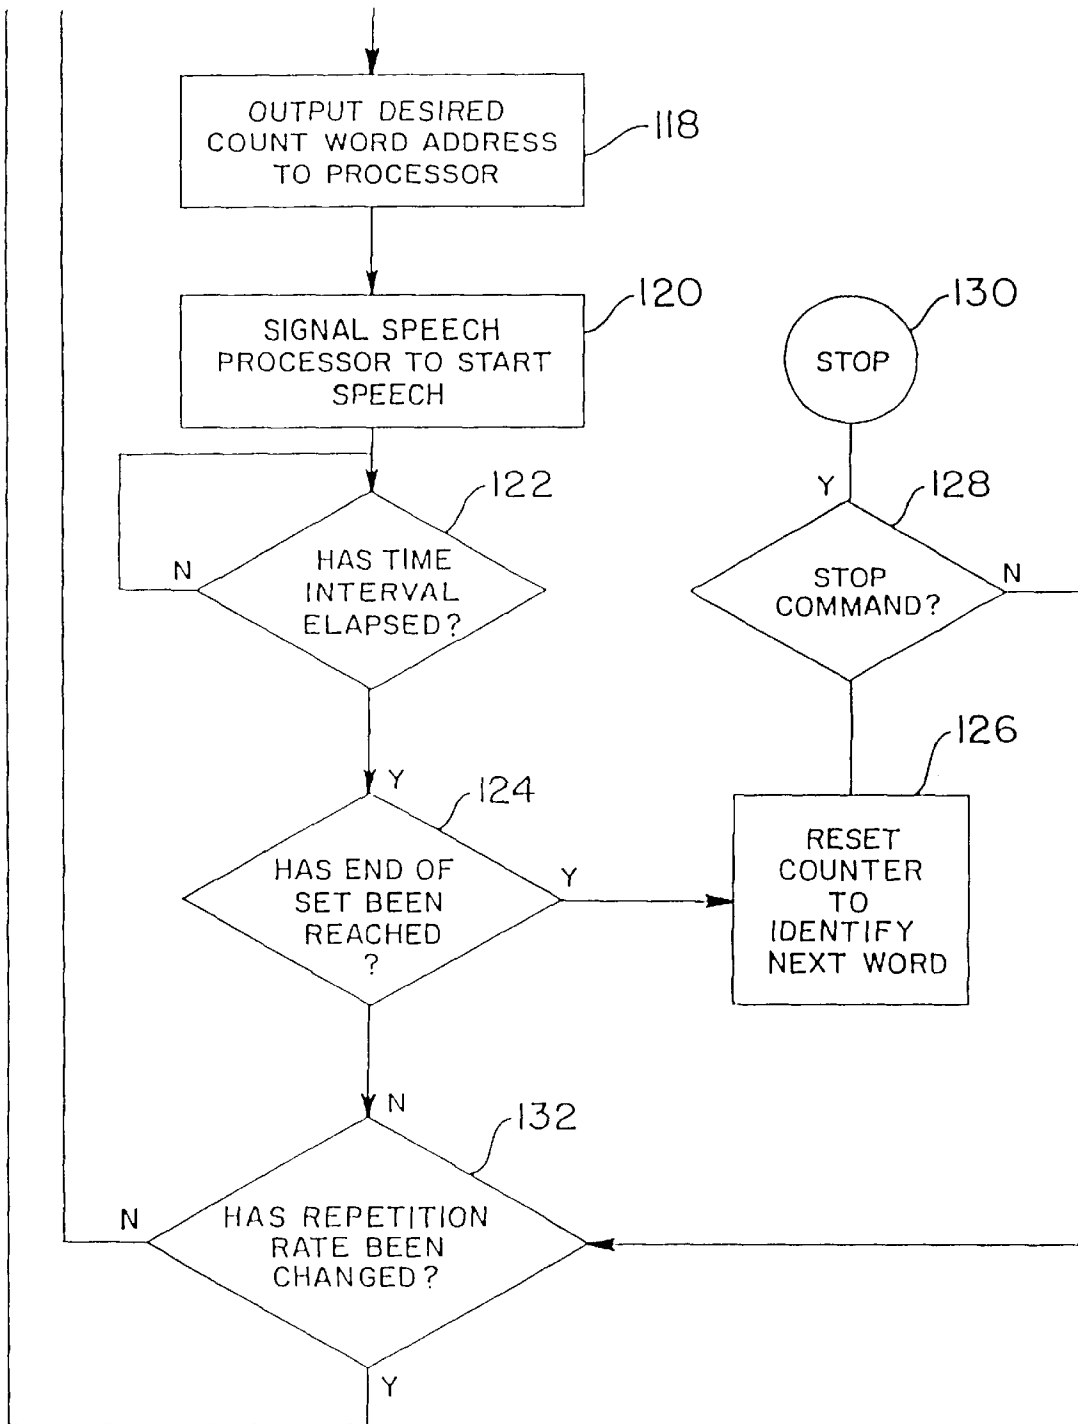 OUTPUT DESIRED
COUNT WORD ADDRESS
TO PROCESSOR
118
SIGNAL SPEECH
PROCESSOR TO START
SPEECH
120
130
STOP
122
N
HAS TIME
INTERVAL
ELAPSED?
Y
128
STOP
COMMAND?
N
Y
124
HAS END OF
SET BEEN
REACHED
?
Y
126
RESET
COUNTER
TO
IDENTIFY
NEXT WORD
N
132
N
HAS REPETITION
RATE BEEN
CHANGED?
Y